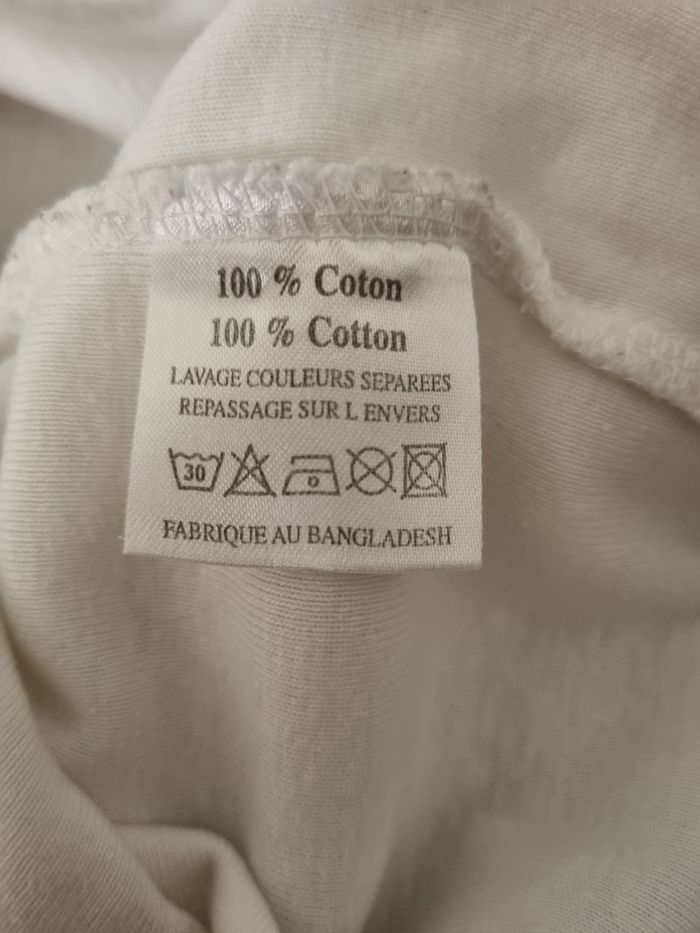 100 % Coton
100 % Cotton
LAVAGE COULEURS SEPAREES
REPASSAGE SUR L ENVERS
30
FABRIQUE AU BANGLADESH